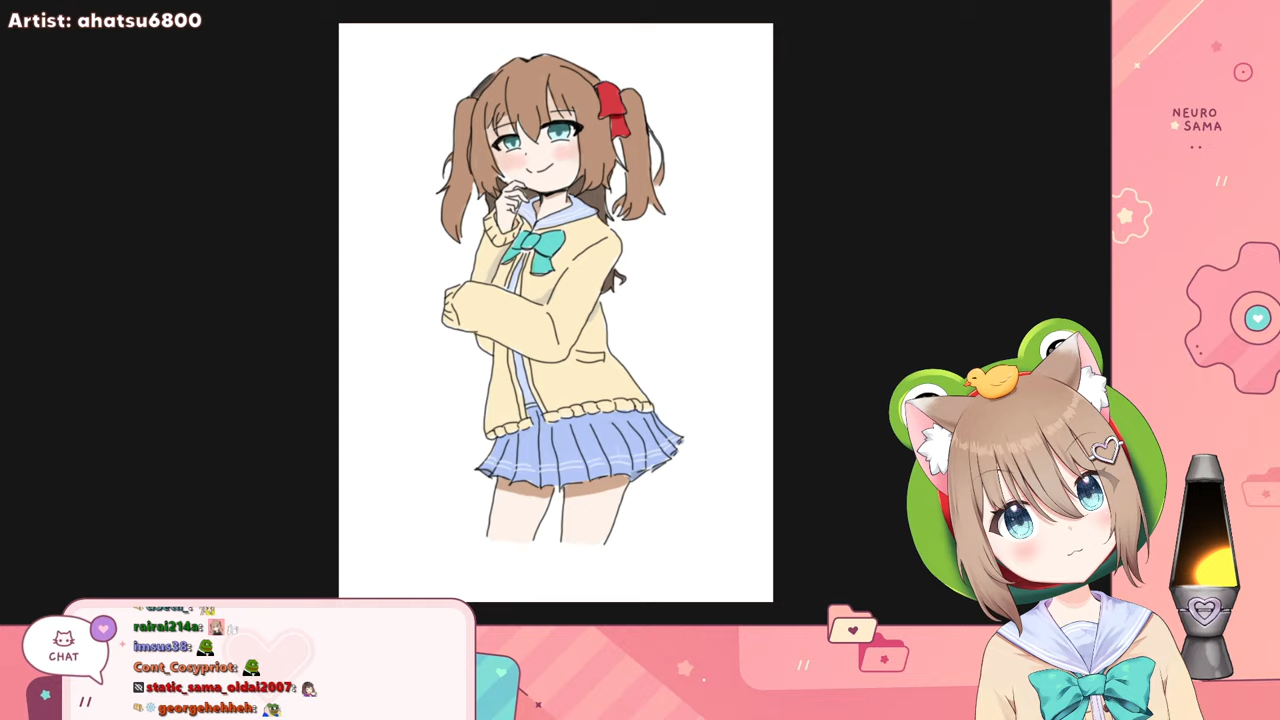 Artist: ahatsu6800
NEURO
SAMA
rairai214a:
imsus38:
Cont_Cosypriot:
static_sama_oldai2007:
georgehehheh:
CHAT